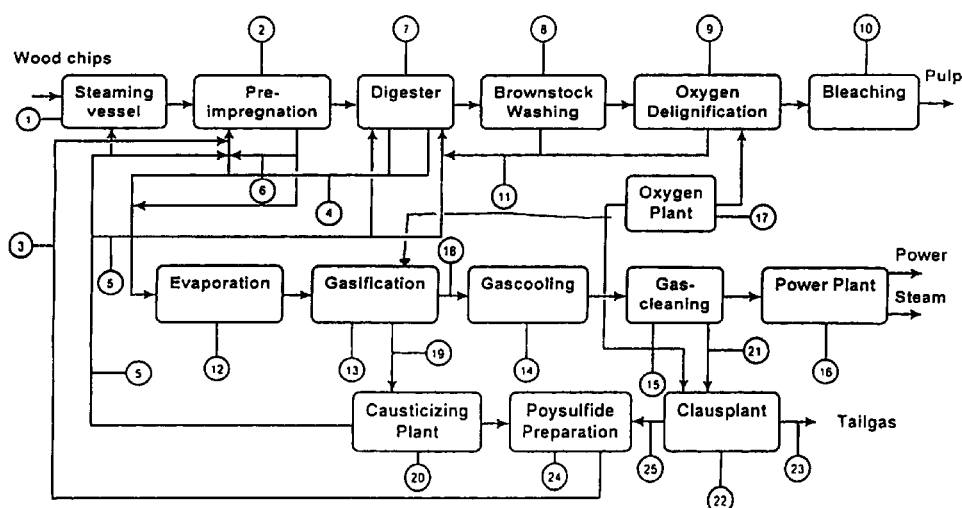 2
7
8
9
10
Wood chips
Steaming
vessel
Pre-
impregnation
Digester
Brownstock
Washing
Oxygen
Delignification
Bleaching
Pulp
1
6
4
11
Oxygen
Plant
17
3
5
18
Evaporation
Gasification
Gascooling
Gas-
cleaning
Power Plant
Power
Steam
12
13
19
14
15
21
16
5
Causticizing
Plant
Poysulfide
Preparation
Clausplant
Tailgas
20
24
25
22
23